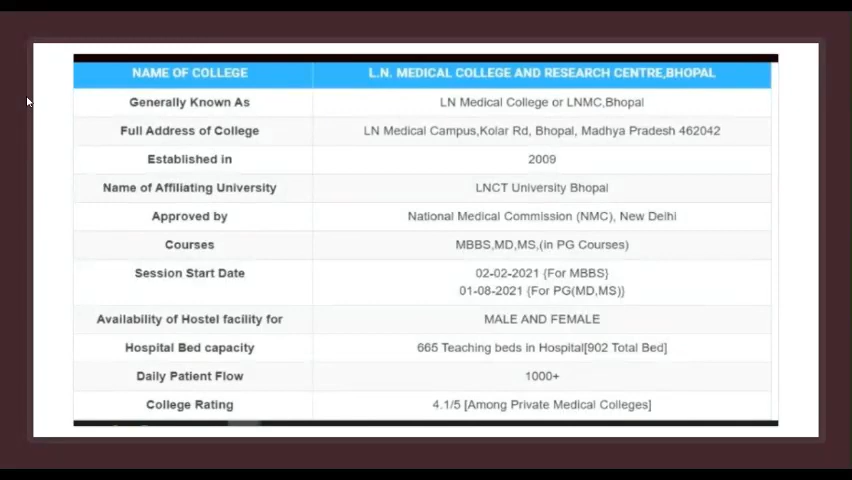 NAME OF COLLEGE L.N. MEDICAL COLLEGE AND RESEARCH CENTRE,BHOPAL
Generally Known As LN Medical College or LNMC,Bhopal
Full Address of College LN Medical Campus,Kolar Rd, Bhopal, Madhya Pradesh 462042
Established in 2009
Name of Affiliating University LNCT University Bhopal
Approved by National Medical Commission (NMC), New Delhi
Courses MBBS,MD,MS,(in PG Courses)
Session Start Date 02-02-2021 {For MBBS}
01-08-2021 {For PG(MD,MS)}
Availability of Hostel facility for MALE AND FEMALE
Hospital Bed capacity 665 Teaching beds in Hospital[902 Total Bed]
Daily Patient Flow 1000+
College Rating 4.1/5 [Among Private Medical Colleges]